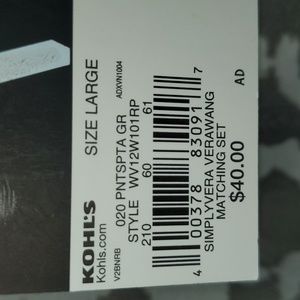 KOHL'S
Kohls.com
V2BNRB
SIZE LARGE
ADXVN1004
020 PNTSPTA GR
STYLE WV12W101RP
210 60 61
4 00378 83091 7
SIMPLYVERA VERAWANG
MATCHING SET
$40.00
AD